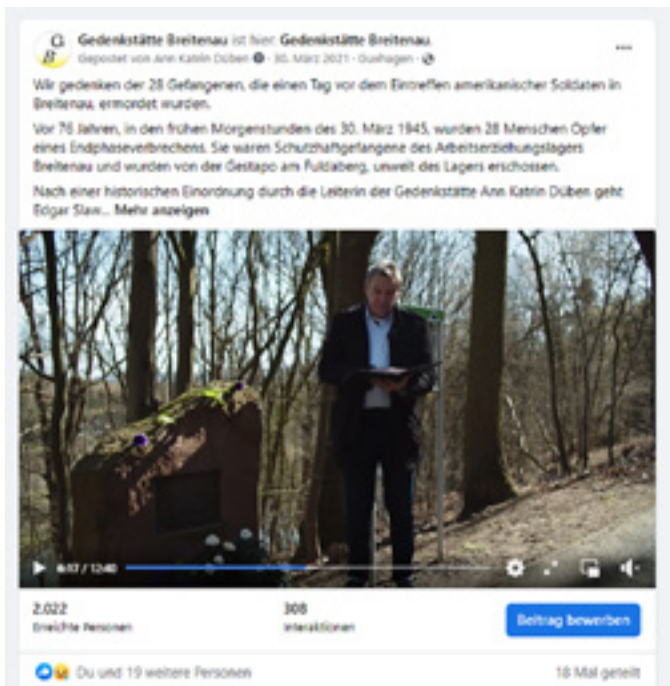 Gedenkstätte Breitenau ist hier: Gedenkstätte Breitenau.
Gepostet von Ann Katrin Düben · 30. März 2021 · Guxhagen ·
Wir gedenken der 28 Gefangenen, die einen Tag vor dem Eintreffen amerikanischer Soldaten in
Breitenau, ermordet wurden.
Vor 76 Jahren, in den frühen Morgenstunden des 30. März 1945, wurden 28 Menschen Opfer
eines Endphaseverbrechens. Sie waren Schutzhaftgefangene des Arbeitserziehungslagers
Breitenau und wurden von der Gestapo am Fuldaberg, unweit des Lagers erschossen.
Nach einer historischen Einordnung durch die Leiterin der Gedenkstätte Ann Katrin Düben geht
Edgar Slaw... Mehr anzeigen
6:17 / 12:40
2.022
308
Erreichte Personen
Interaktionen
Beitrag bewerben
Du und 19 weitere Personen
18 Mal geteilt